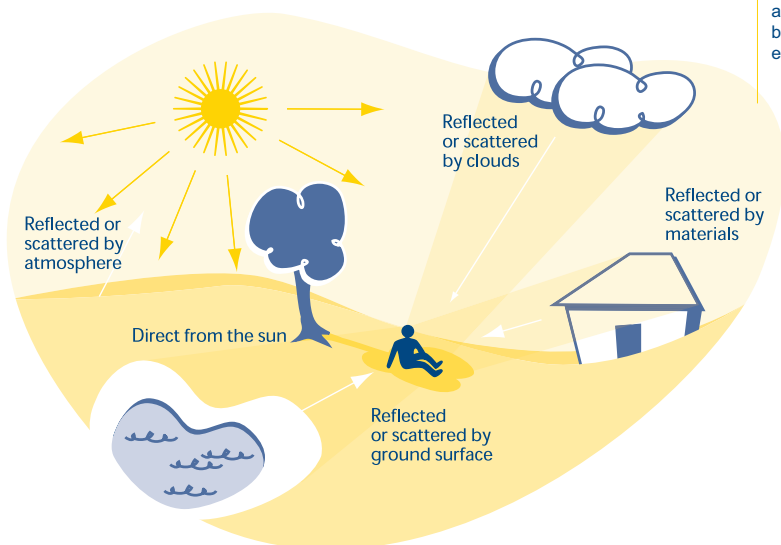 a
b
e
Reflected
or scattered
by clouds
Reflected or
scattered by
materials
Reflected or
scattered by
atmosphere
Direct from the sun
Reflected
or scattered by
ground surface